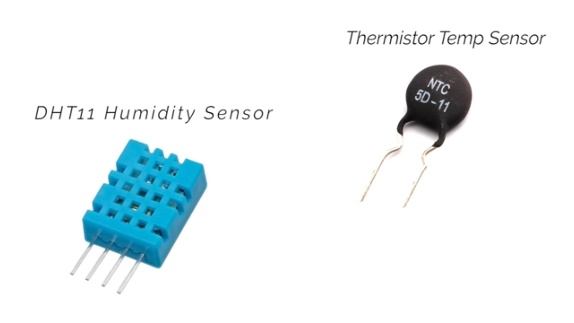 Thermistor Temp Sensor
NTC
5D-11
DHT11 Humidity Sensor